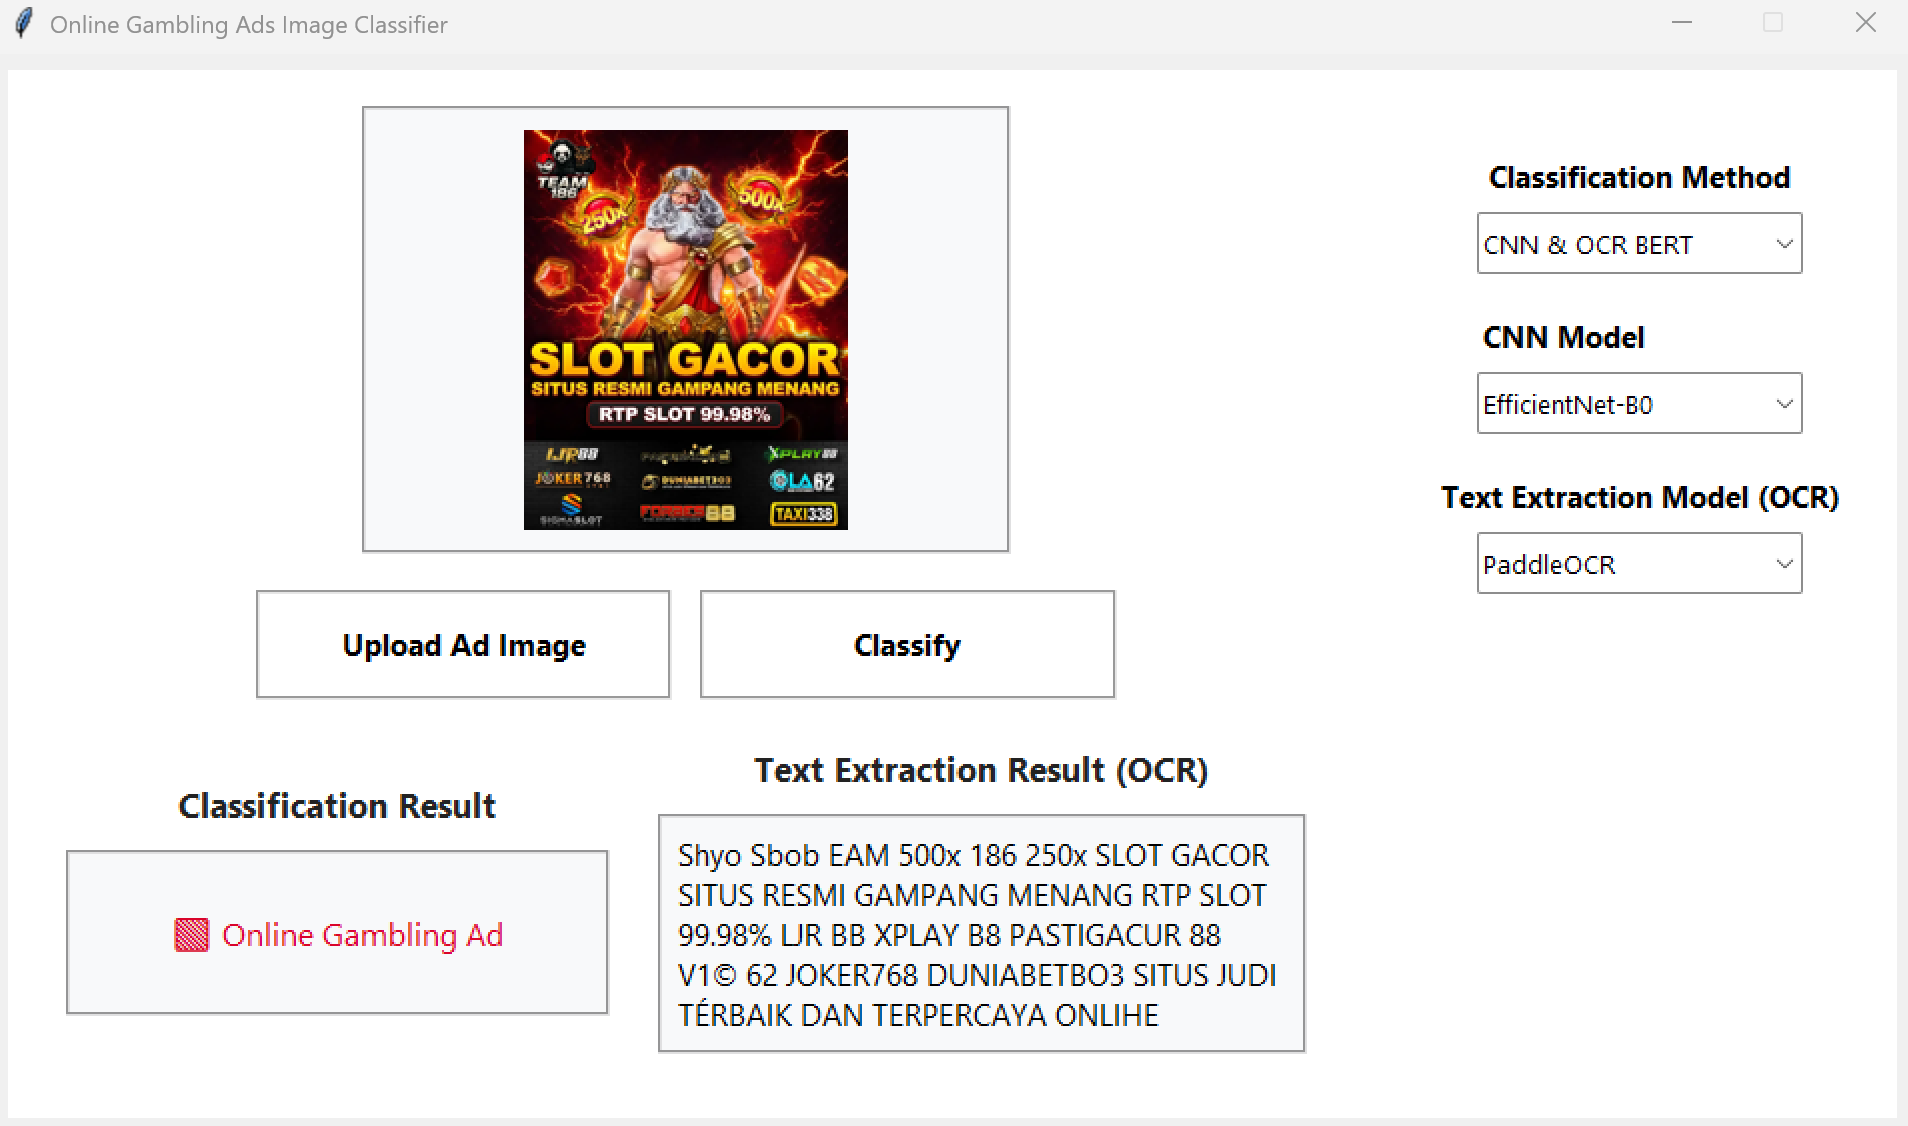 Online Gambling Ads Image Classifier
TEAM
186
250x
500x
SLOT GACOR
SITUS RESMI GAMPANG MENANG
RTP SLOT 99.98%
LJR88
XPLAY88
JOKER768
DUNIABET303
OLA62
SIGMASLOT
FORBES88
TAXI338
Classification Method
CNN & OCR BERT
CNN Model
EfficientNet-B0
Text Extraction Model (OCR)
PaddleOCR
Upload Ad Image
Classify
Classification Result
Online Gambling Ad
Text Extraction Result (OCR)
Shyo Sbob EAM 500x 186 250x SLOT GACOR
SITUS RESMI GAMPANG MENANG RTP SLOT
99.98% LJR BB XPLAY B8 PASTIGACUR 88
V1© 62 JOKER768 DUNIABETBO3 SITUS JUDI
TÉRBAIK DAN TERPERCAYA ONLIHE